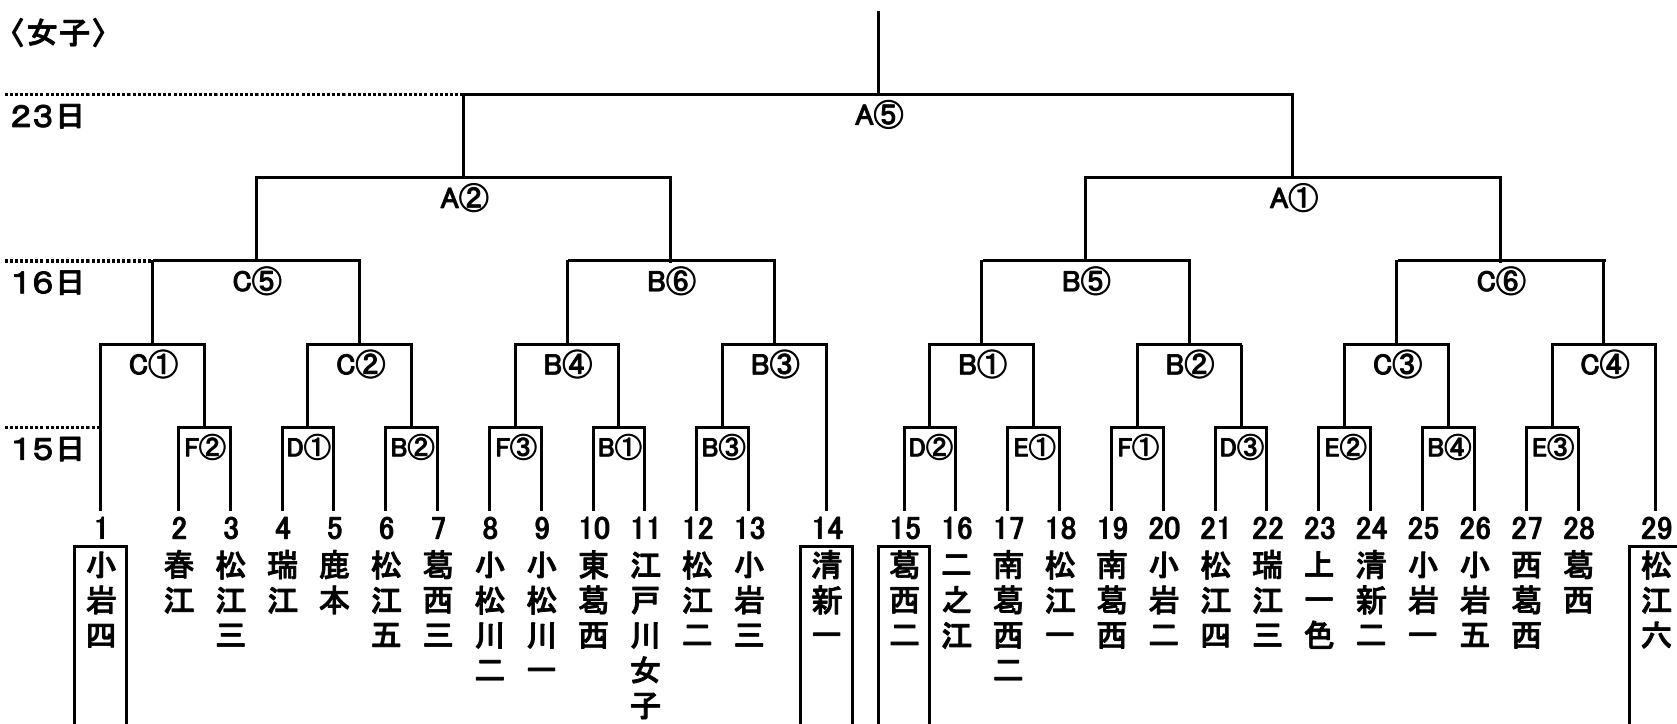 〈女子〉
23日
A⑤
A②
A①
16日
C⑤
B⑥
B⑤
C⑥
C①
C②
B④
B③
B①
B②
C③
C④
15日
F②
D①
B②
F③
B①
B③
D②
E①
F①
D③
E②
B④
E③
1 2 3 4 5 6 7 8 9 10 11 12 13 14 15 16 17 18 19 20 21 22 23 24 25 26 27 28 29
小岩四
春江
松江三
瑞江
鹿本
松江五
葛西三
小松川二
小松川一
東葛西
江戸川女子
松江二
小岩三
清新一
葛西二
二之江
南葛西二
松江一
南葛西
小岩二
松江四
瑞江三
上一色
清新二
小岩一
小岩五
西葛西
葛西
松江六